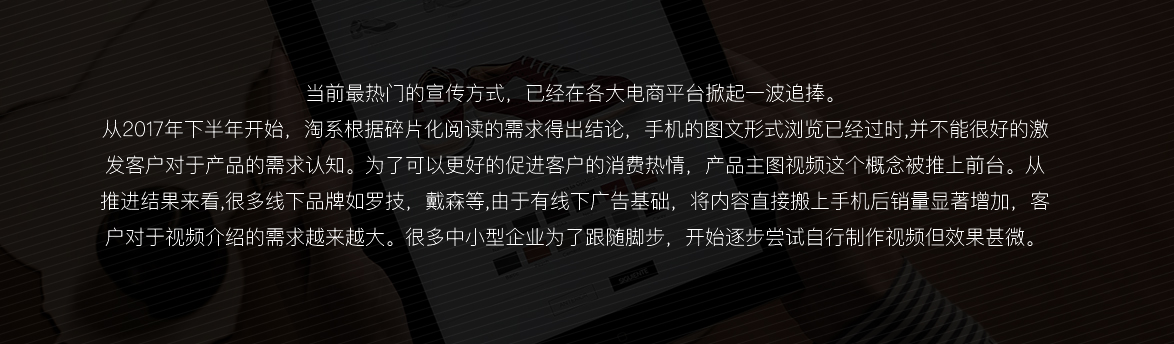 当前最热门的宣传方式，已经在各大电商平台掀起一波追捧。
从2017年下半年开始，淘系根据碎片化阅读的需求得出结论，手机的图文形式浏览已经过时,并不能很好的激
发客户对于产品的需求认知。为了可以更好的促进客户的消费热情，产品主图视频这个概念被推上前台。从
推进结果来看,很多线下品牌如罗技，戴森等,由于有线下广告基础，将内容直接搬上手机后销量显著增加，客
户对于视频介绍的需求越来越大。很多中小型企业为了跟随脚步，开始逐步尝试自行制作视频但效果甚微。